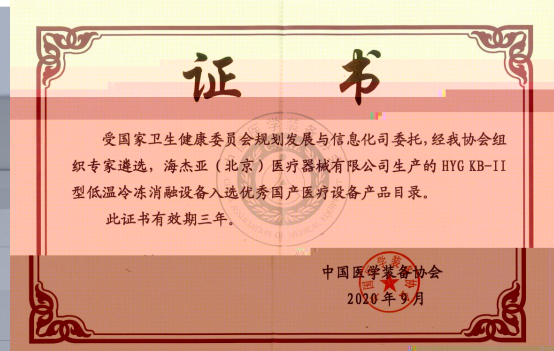 证 书
受国家卫生健康委员会规划发展与信息化司委托，经我协会组
织专家遴选，海杰亚（北京）医疗器械有限公司生产的 HYG KB-II
型低温冷冻消融设备入选优秀国产医疗设备产品目录。
此证书有效期三年。
中国医学装备协会
2020年9月